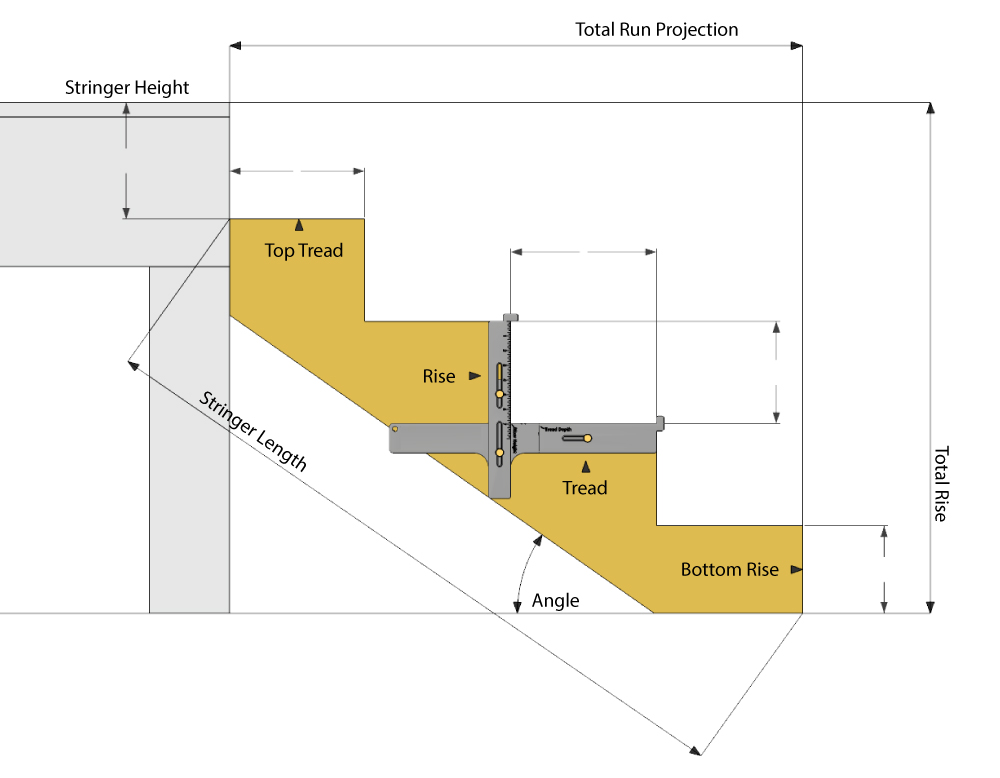 Total Run Projection
Stringer Height
Top Tread
Rise
Stringer Length
Tread Depth
Tread
Total Rise
Bottom Rise
Angle